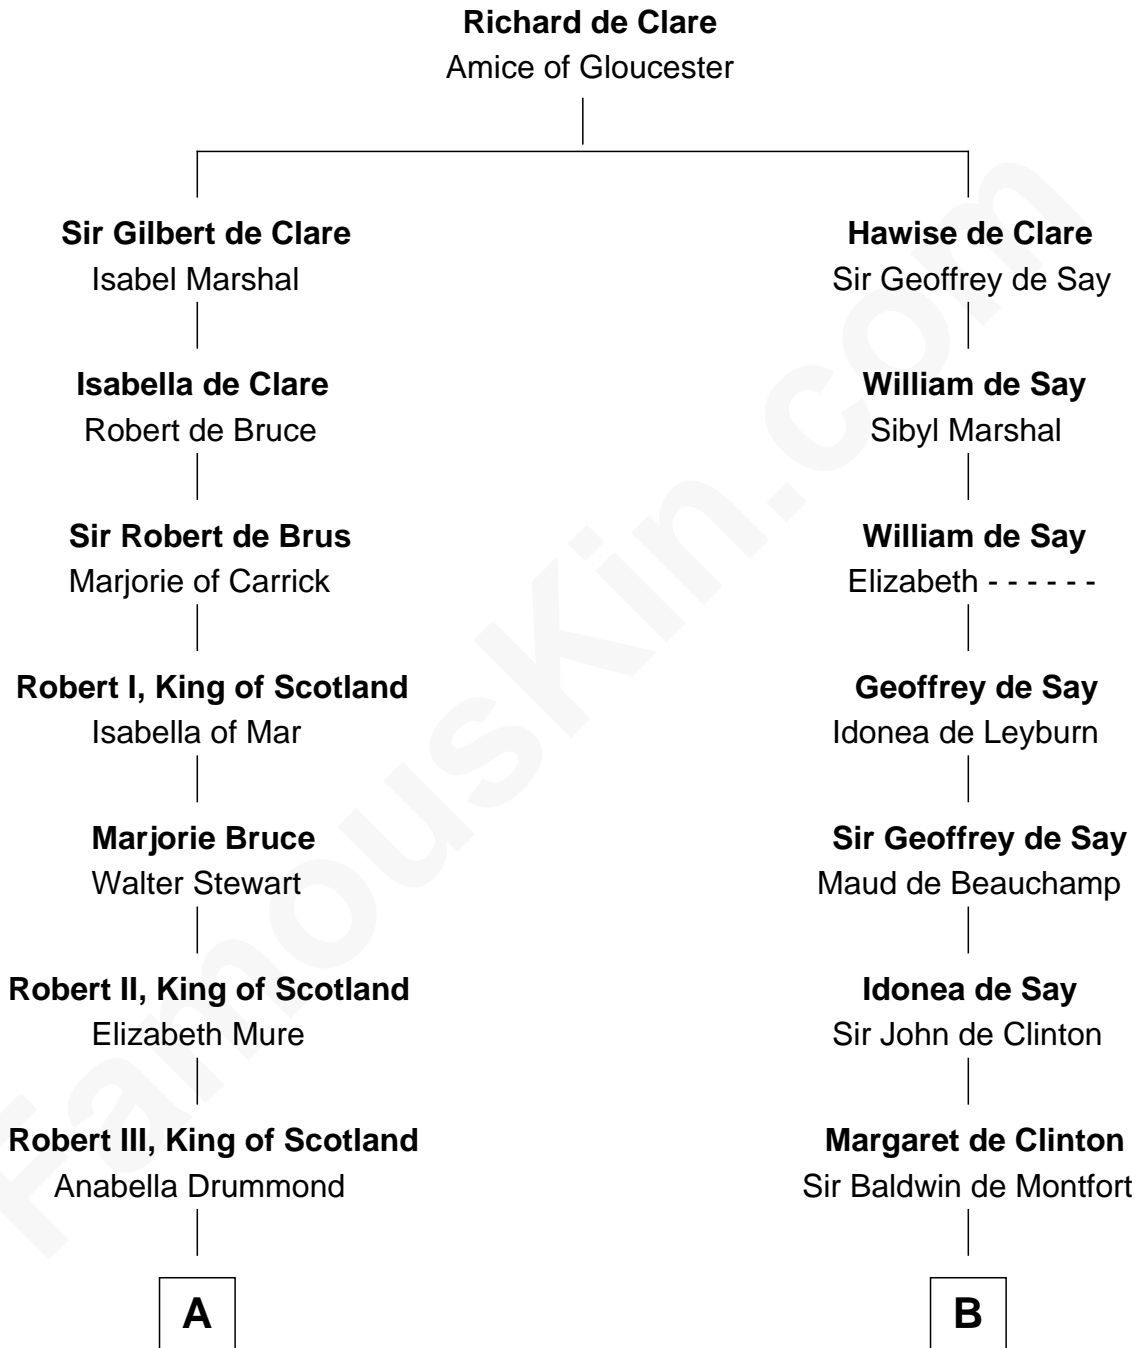 Richard de Clare
Amice of Gloucester
Sir Gilbert de Clare
Isabel Marshal
Isabella de Clare
Robert de Bruce
Sir Robert de Brus
Marjorie of Carrick
Robert I, King of Scotland
Isabella of Mar
Marjorie Bruce
Walter Stewart
Robert II, King of Scotland
Elizabeth Mure
Robert III, King of Scotland
Anabella Drummond
A
Hawise de Clare
Sir Geoffrey de Say
William de Say
Sibyl Marshal
William de Say
Elizabeth - - - - - -
Geoffrey de Say
Idonea de Leyburn
Sir Geoffrey de Say
Maud de Beauchamp
Idonea de Say
Sir John de Clinton
Margaret de Clinton
Sir Baldwin de Montfort
B
FamousKin.com